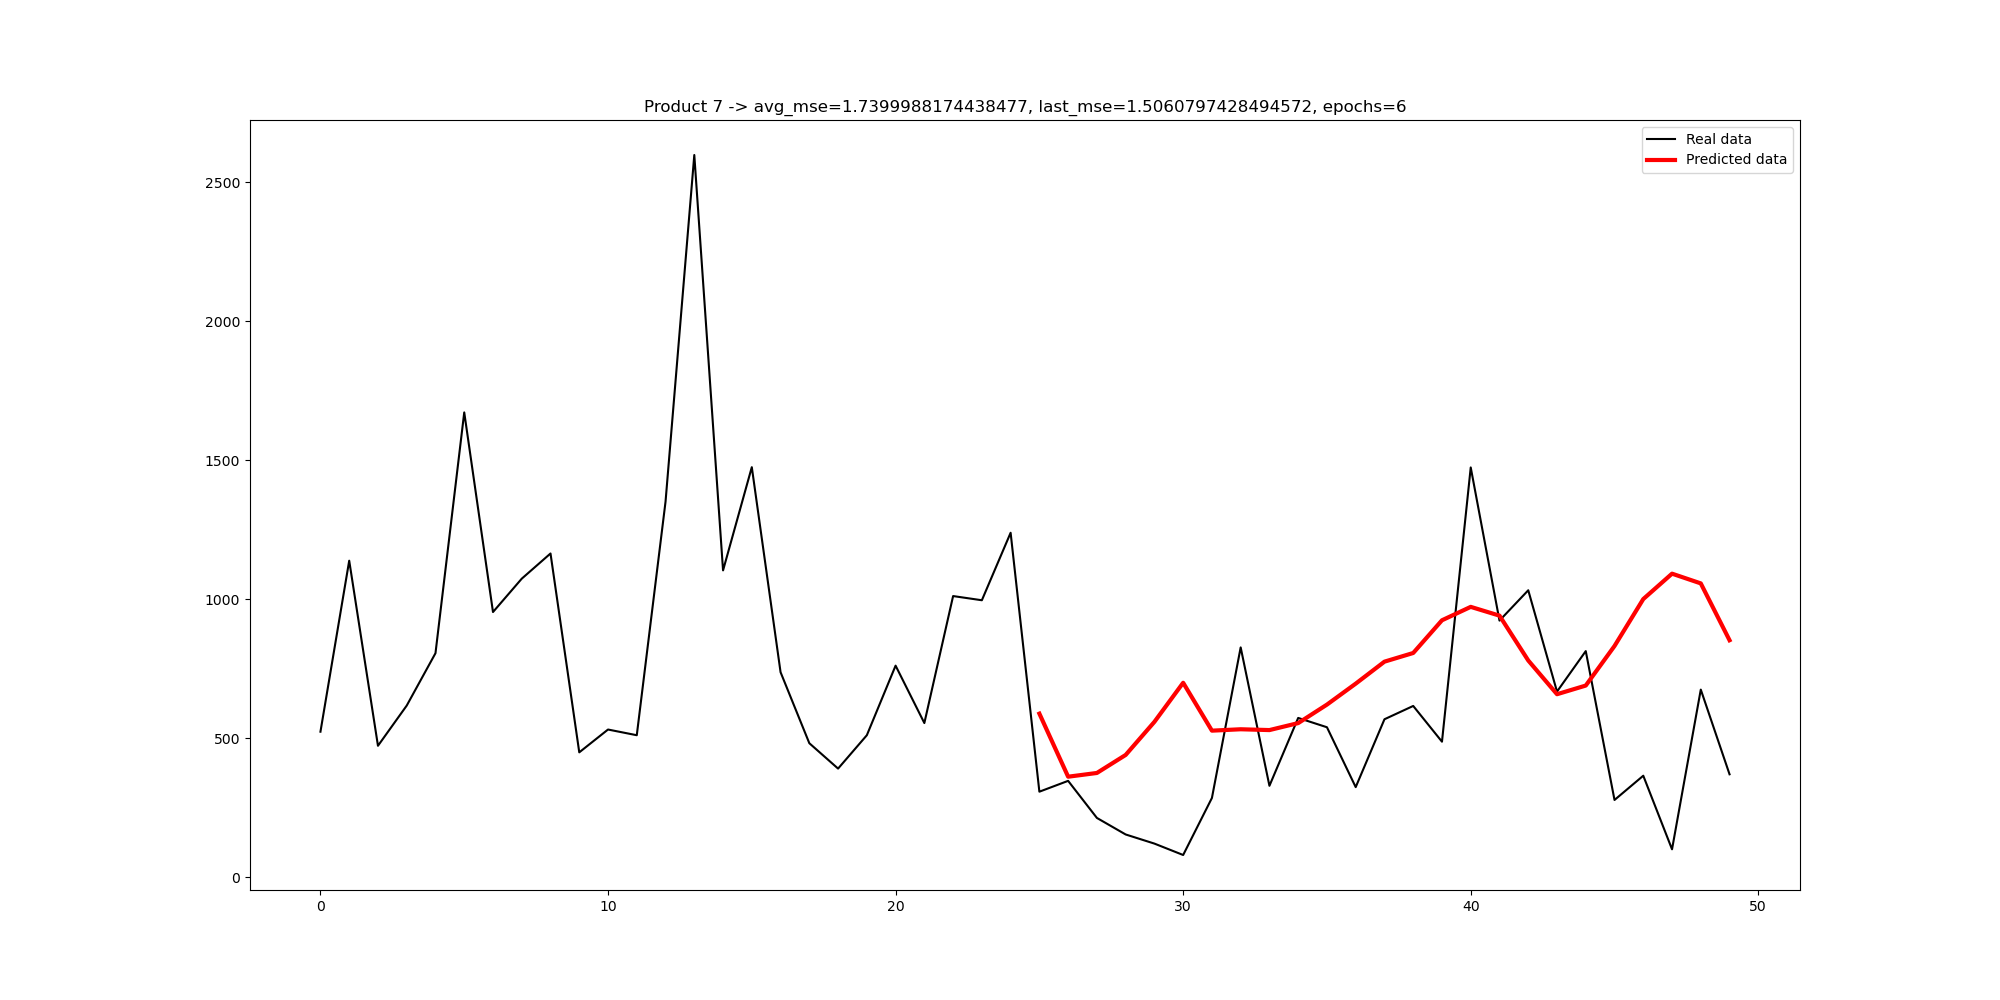 Product 7 -> avg_mse=1.7399988174438477, last_mse=1.5060797428494572, epochs=6
Real data
Predicted data
2500
2000
1500
1000
500
0
0 10 20 30 40 50